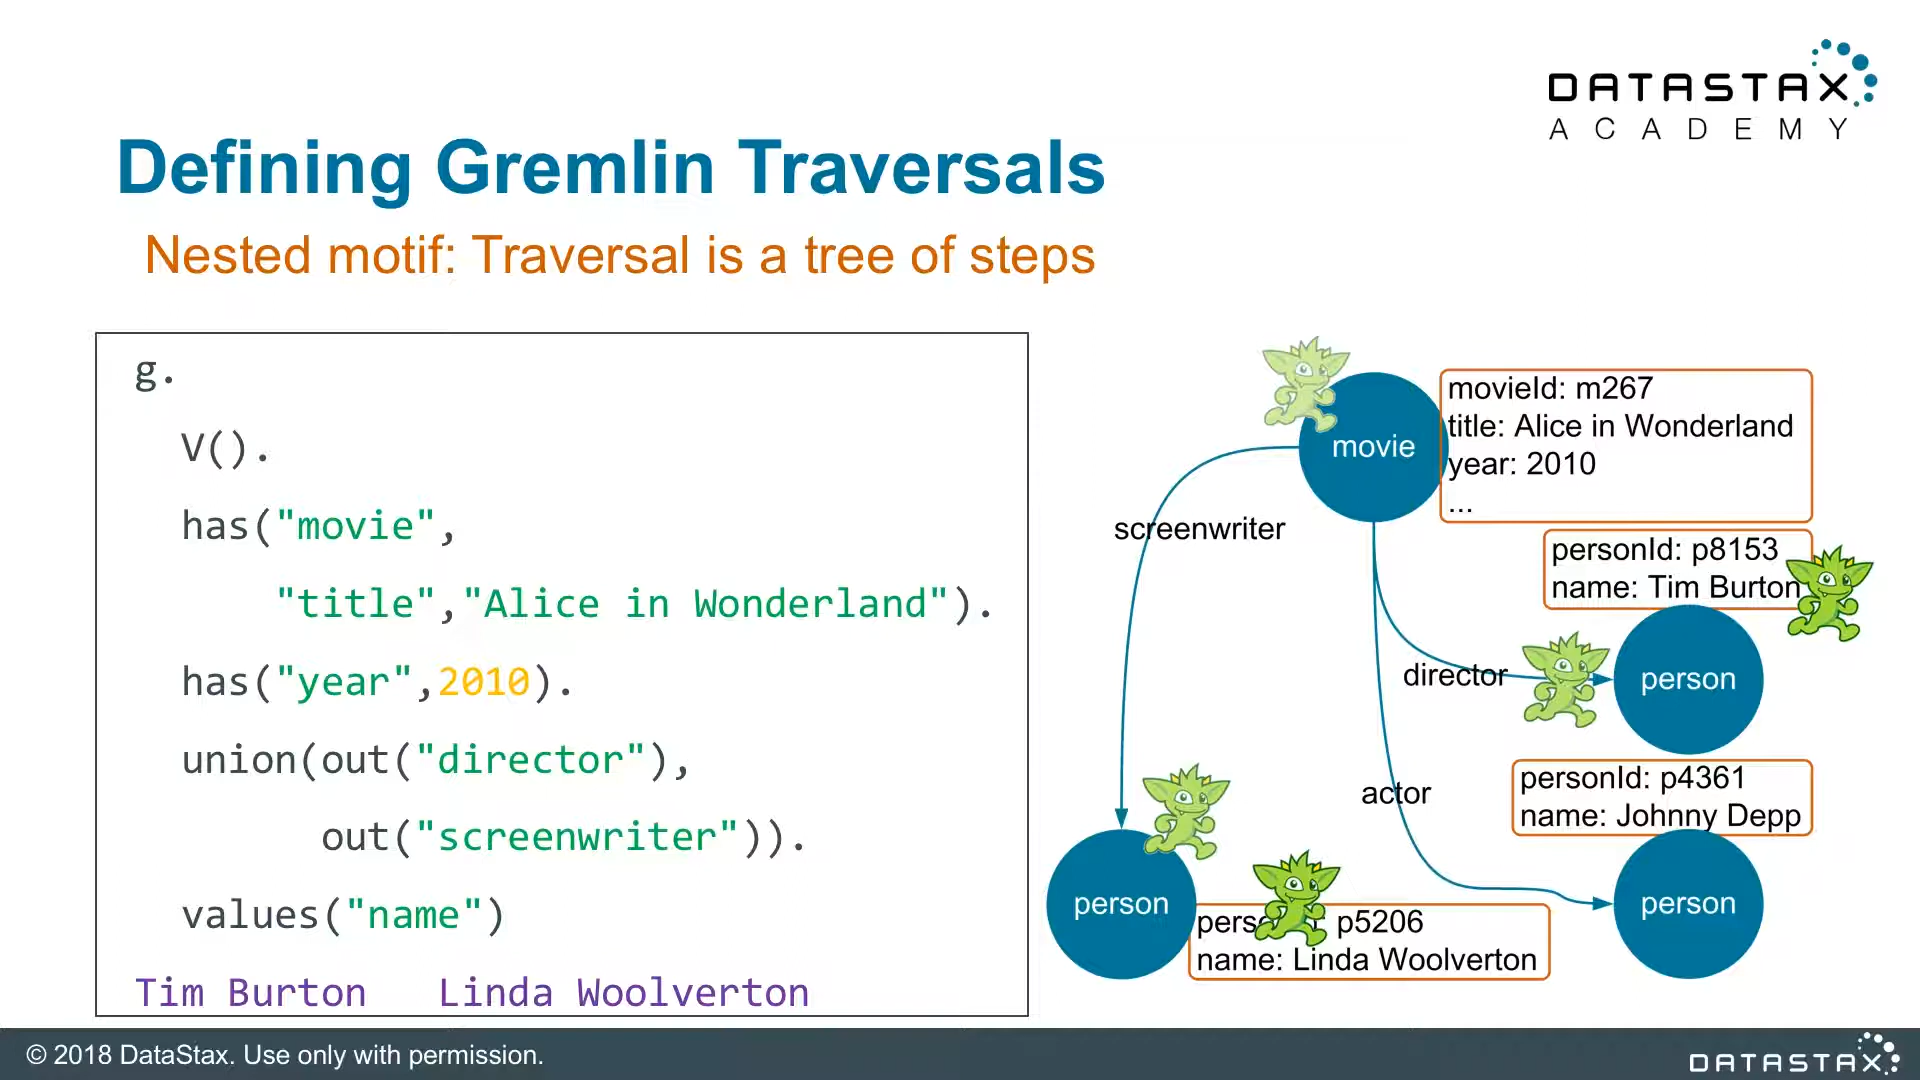 DATASTAX
ACADEMY
Defining Gremlin Traversals
Nested motif: Traversal is a tree of steps
g.
V().
has("movie",
"title","Alice in Wonderland").
has("year",2010).
union(out("director"),
out("screenwriter")).
values("name")
Tim Burton Linda Woolverton
movie
movieId: m267
title: Alice in Wonderland
year: 2010
...
screenwriter
personId: p8153
name: Tim Burton
director
person
personId: p4361
name: Johnny Depp
actor
person
person
p5206
name: Linda Woolverton
© 2018 DataStax. Use only with permission.
DATASTAX